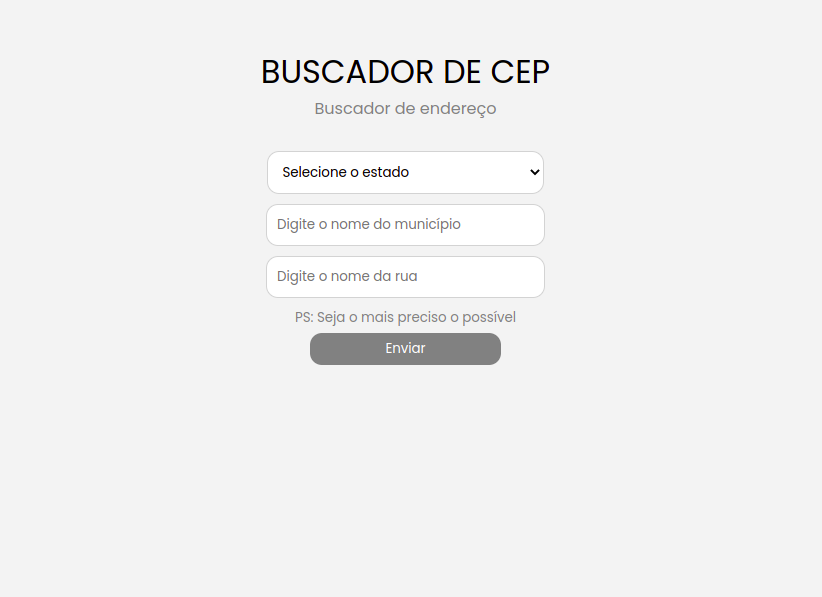 BUSCADOR DE CEP
Buscador de endereço
Selecione o estado
Digite o nome do município
Digite o nome da rua
PS: Seja o mais preciso o possível
Enviar